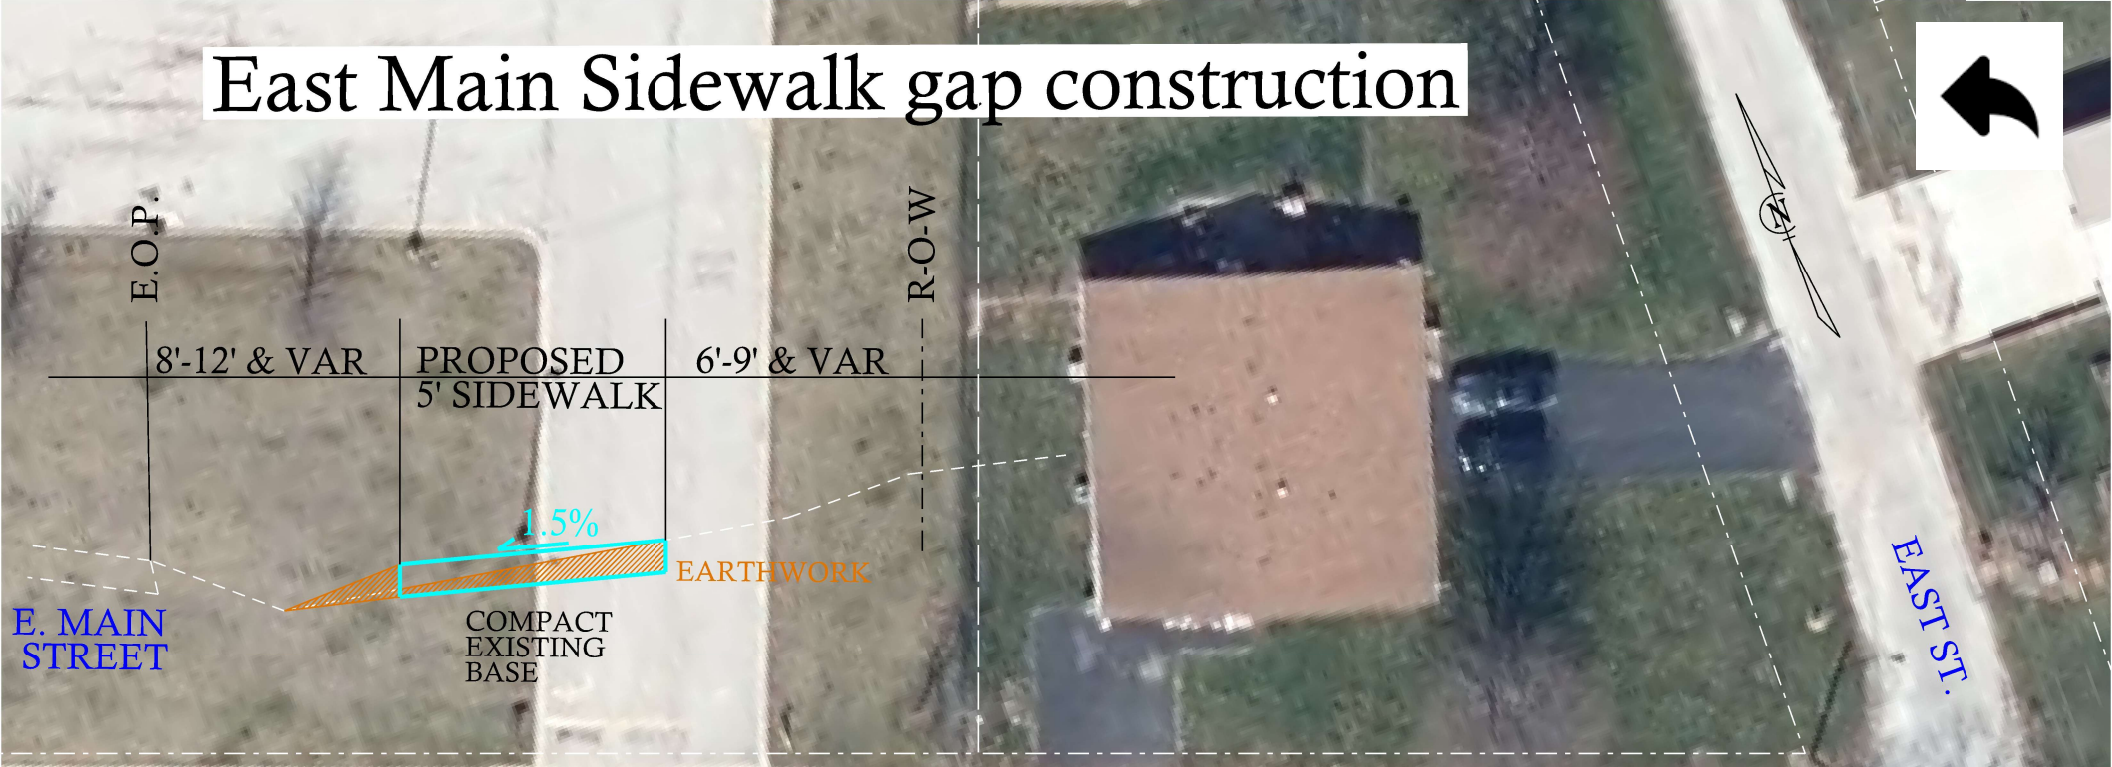 East Main Sidewalk gap construction
E.O.P.
R-O-W
N
8'-12' & VAR
PROPOSED
5' SIDEWALK
6'-9' & VAR
1.5%
EARTHWORK
E. MAIN
STREET
COMPACT
EXISTING
BASE
EAST ST.